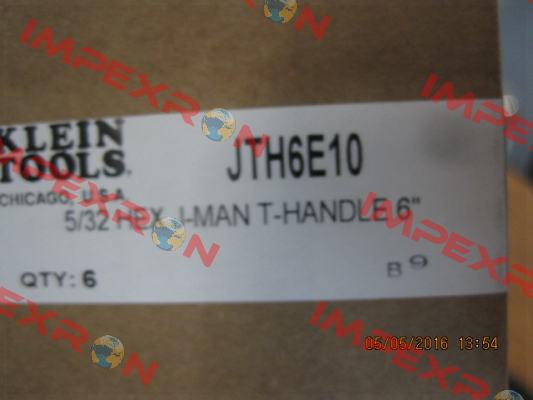 IMPEXRON
IMPEXRON
KLEIN
TOOLS
CHICAGO, U.S.A.
JTH6E10
5/32 HEX J-MAN T-HANDLE 6"
QTY: 6
B 9
IMPEXRON
IMPEXRON
IMPEXRON
05/05/2016 13:54